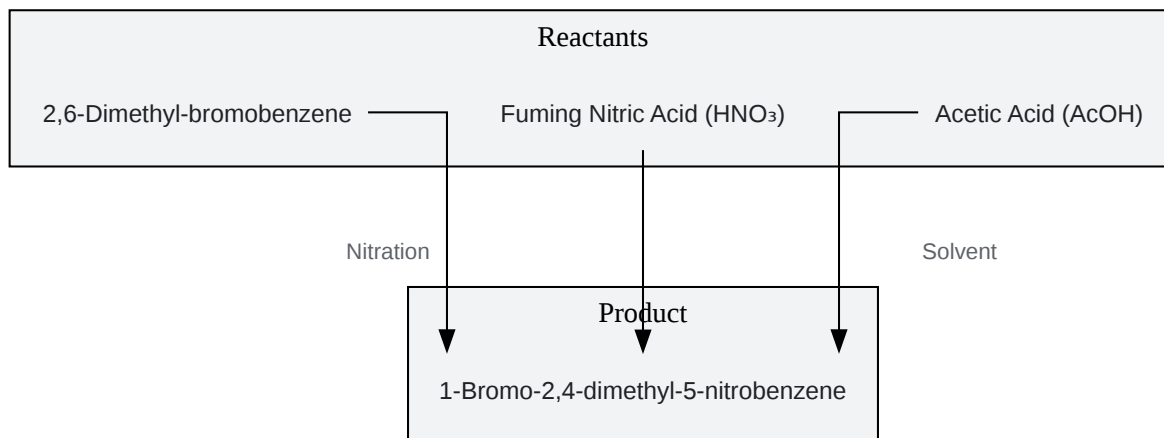 Reactants
2,6-Dimethyl-bromobenzene
Fuming Nitric Acid (HNO₃)
Acetic Acid (AcOH)
Nitration
Solvent
Product
1-Bromo-2,4-dimethyl-5-nitrobenzene